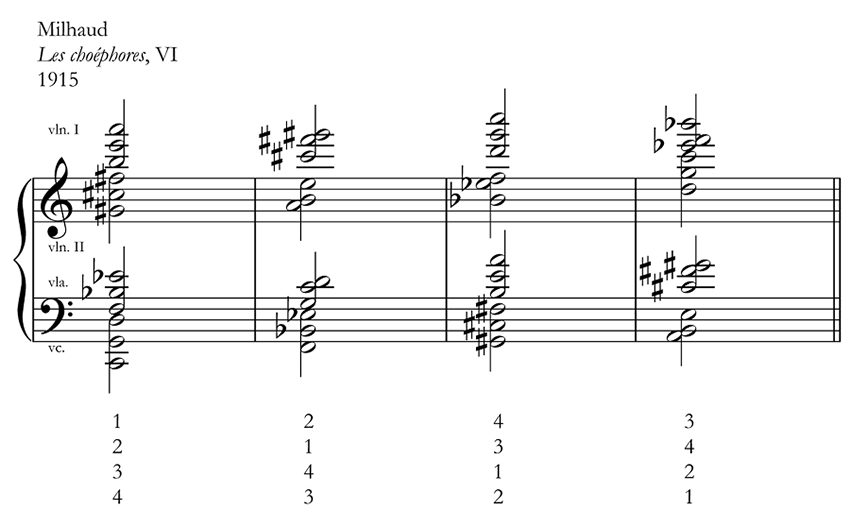 Milhaud
Les choéphores, VI
1915
vln. I
vln. II
vla.
vc.
1 2 4 3
2 1 3 4
3 4 1 2
4 3 2 1